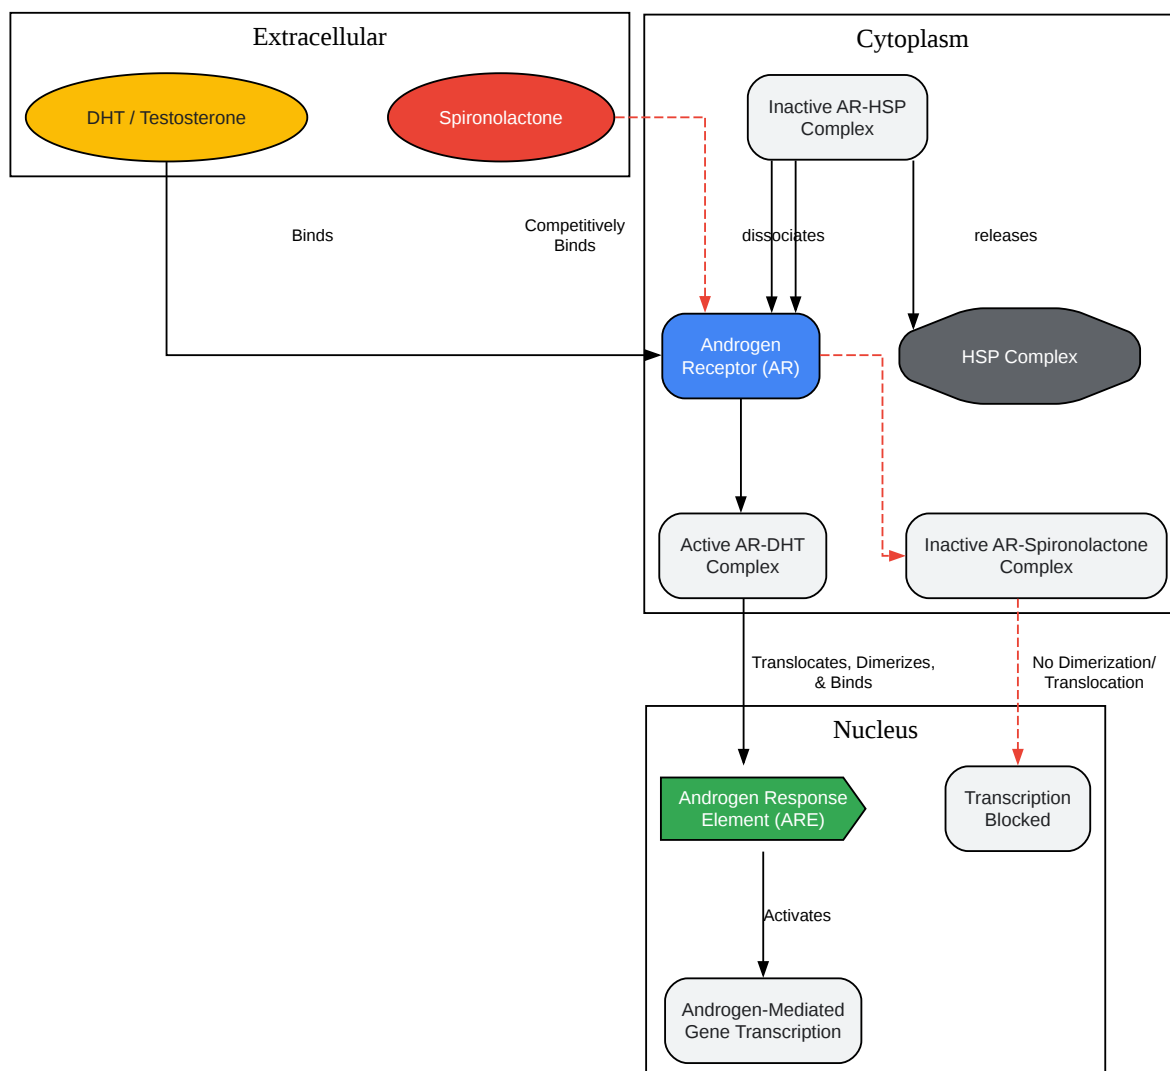 Extracellular
Cytoplasm
DHT / Testosterone
Spironolactone
Inactive AR-HSP
Complex
Binds
Competitively
Binds
dissociates
releases
Androgen
Receptor (AR)
HSP Complex
Active AR-DHT
Complex
Inactive AR-Spironolactone
Complex
Translocates, Dimerizes,
& Binds
No Dimerization/
Translocation
Nucleus
Androgen Response
Element (ARE)
Transcription
Blocked
Activates
Androgen-Mediated
Gene Transcription